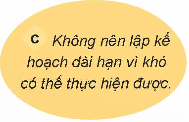 C Không nên lập kế
hoạch dài hạn vì khó
có thể thực hiện được.